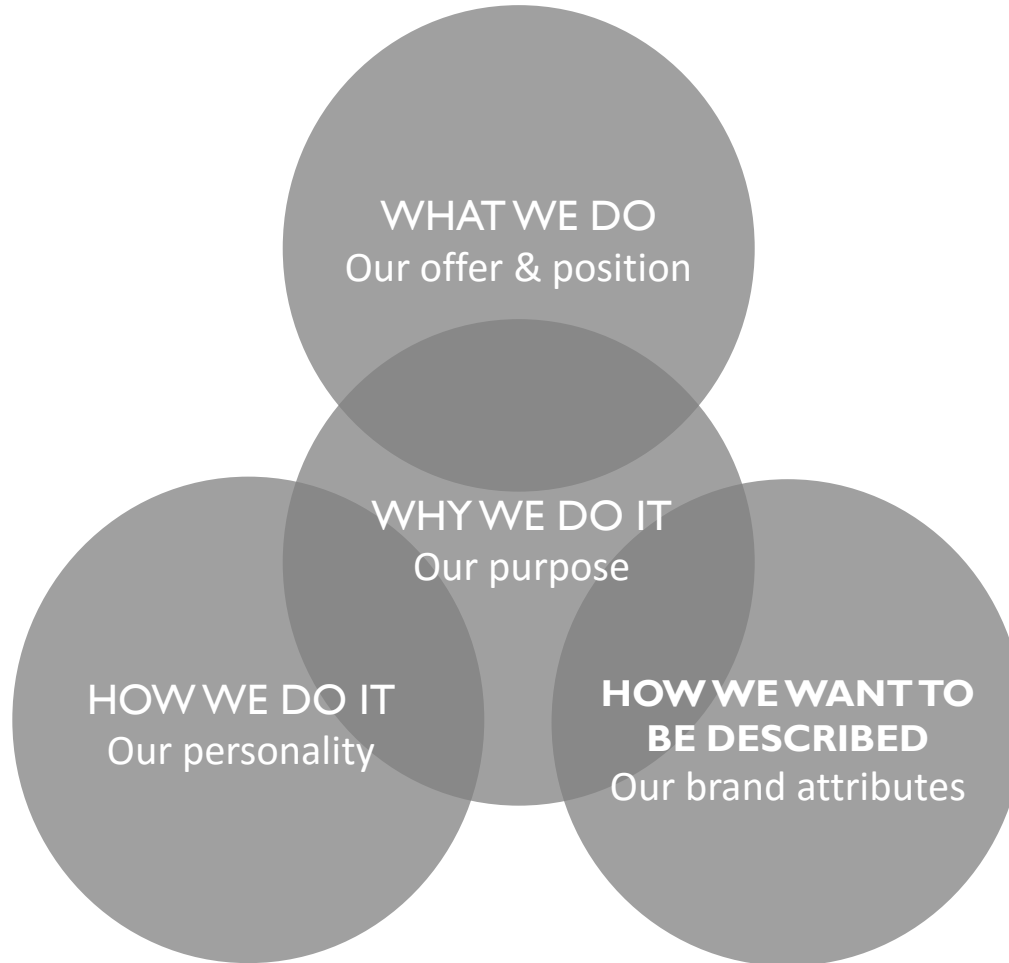 WHAT WE DO
Our offer & position
WHY WE DO IT
Our purpose
HOW WE DO IT
Our personality
HOW WE WANT TO
BE DESCRIBED
Our brand attributes